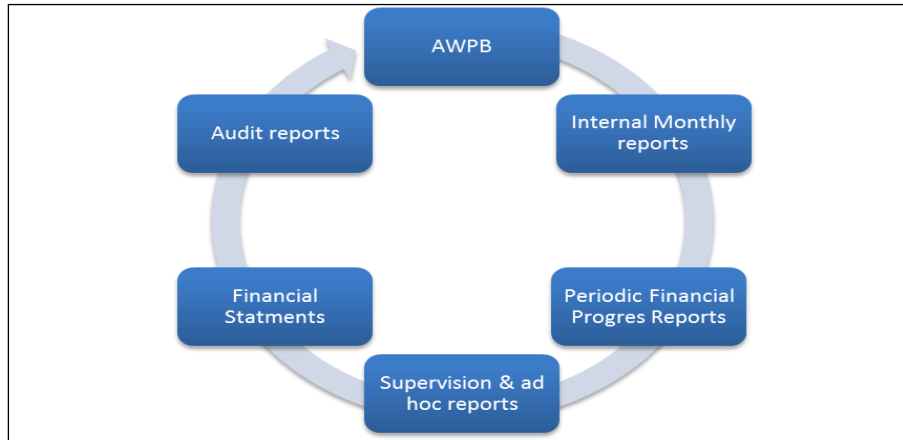 AWPB
Internal Monthly
reports
Periodic Financial
Progres Reports
Supervision & ad
hoc reports
Financial
Statments
Audit reports